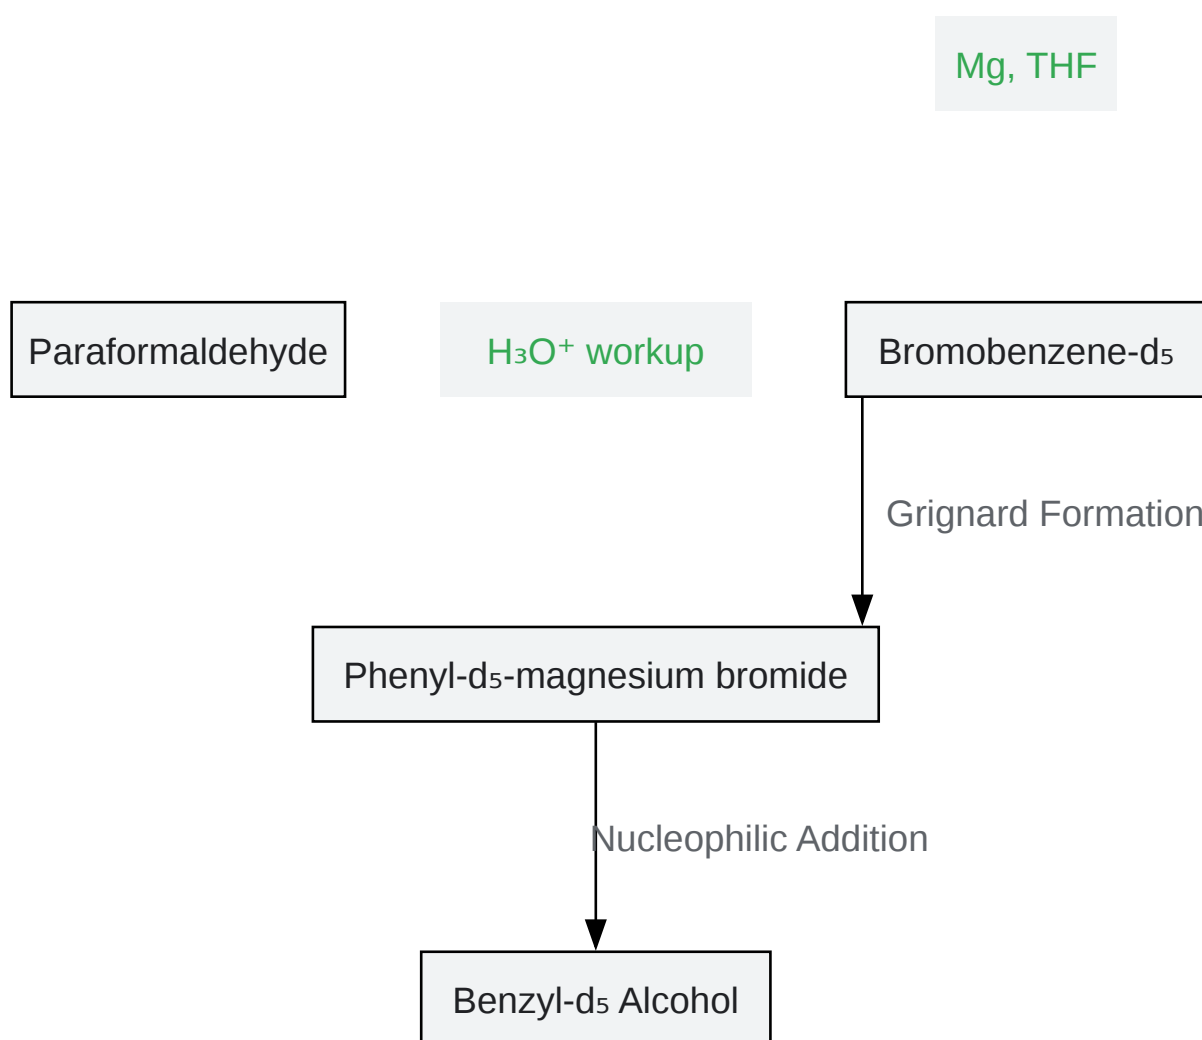 Mg, THF
Paraformaldehyde
H₃O⁺ workup
Bromobenzene-d₅
Grignard Formation
Phenyl-d₅-magnesium bromide
Nucleophilic Addition
Benzyl-d₅ Alcohol